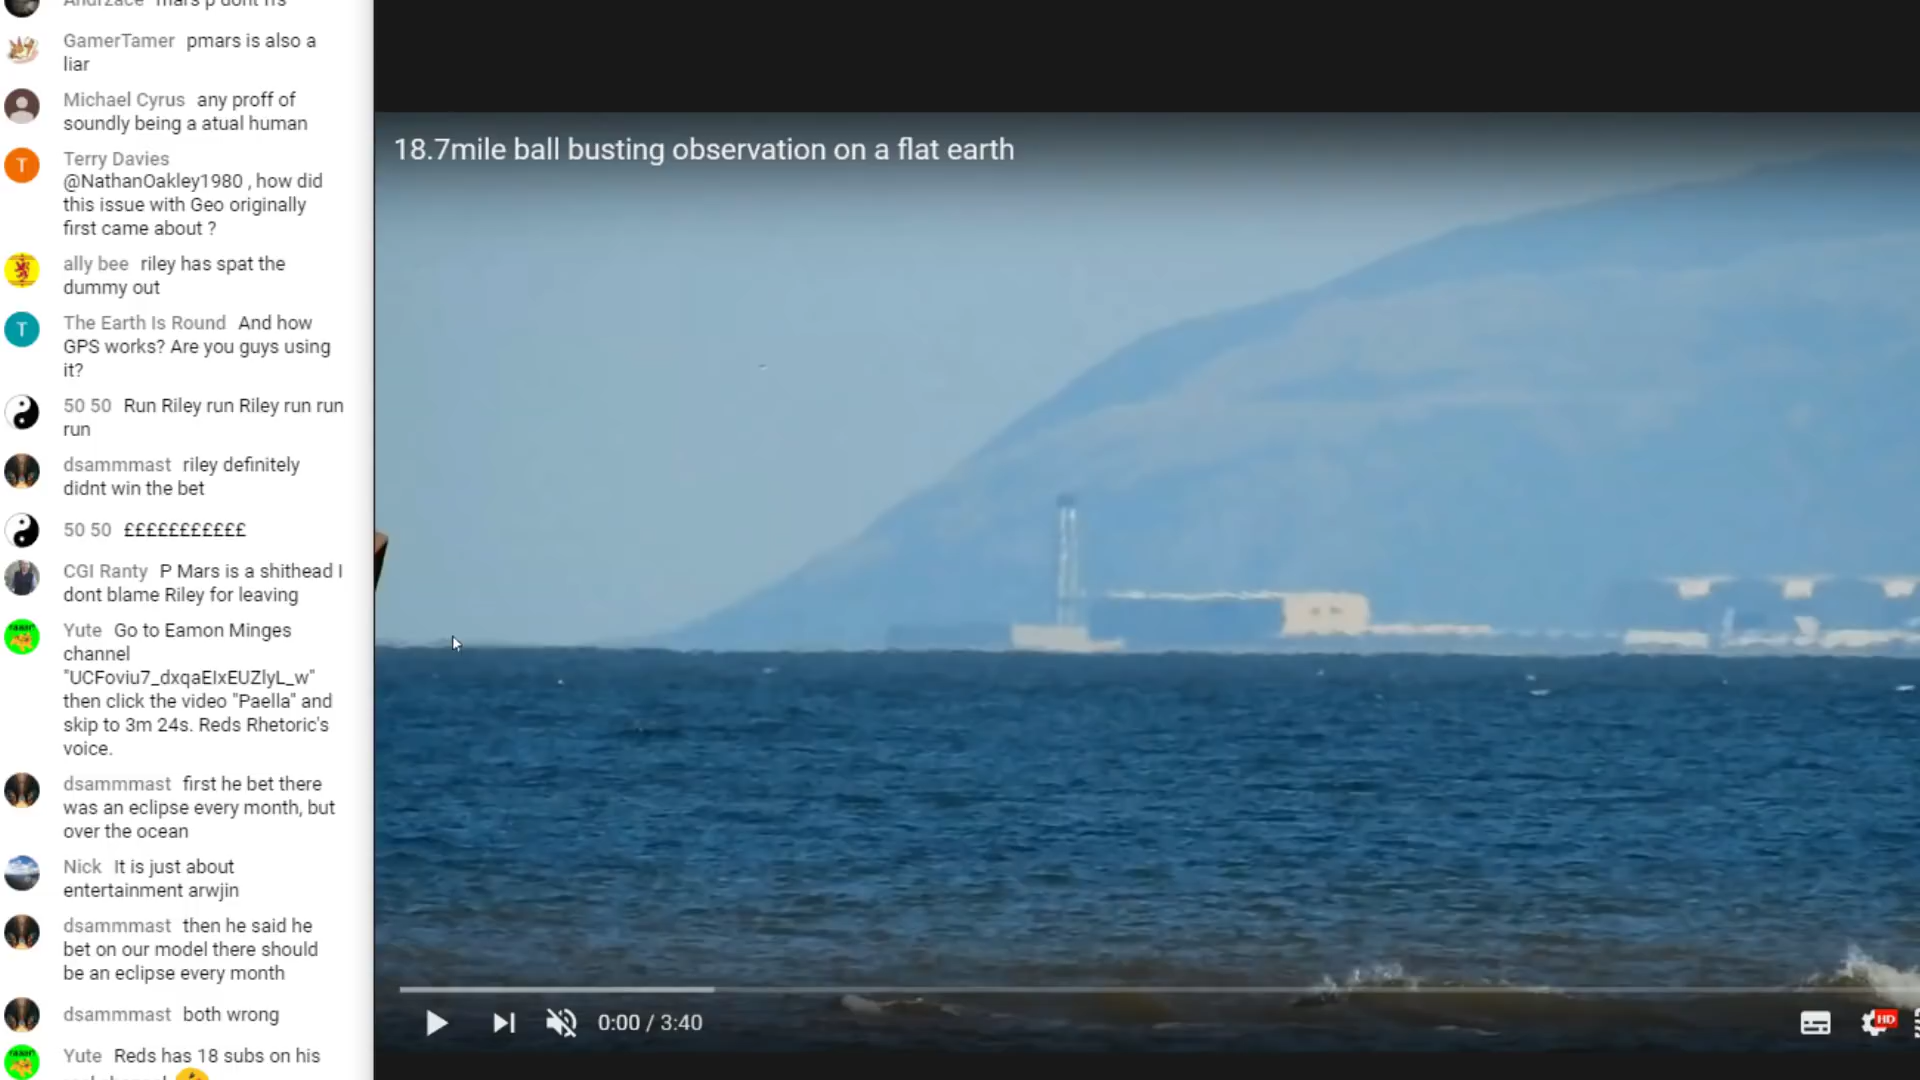 GamerTamer pmars is also a
liar
Michael Cyrus any proff of
soundly being a atual human
T
Terry Davies
@NathanOakley1980 , how did
this issue with Geo originally
first came about ?
ally bee riley has spat the
dummy out
T
The Earth Is Round And how
GPS works? Are you guys using
it?
50 50 Run Riley run Riley run run
run
dsammmast riley definitely
didnt win the bet
50 50 £££££££££££
CGI Ranty P Mars is a shithead I
dont blame Riley for leaving
Yute Go to Eamon Minges
channel
"UCFoviu7_dxqaEIxEUZlyL_w"
then click the video "Paella" and
skip to 3m 24s. Reds Rhetoric's
voice.
dsammmast first he bet there
was an eclipse every month, but
over the ocean
Nick It is just about
entertainment arwjin
dsammmast then he said he
bet on our model there should
be an eclipse every month
dsammmast both wrong
Yute Reds has 18 subs on his
18.7mile ball busting observation on a flat earth
0:00 / 3:40
HD